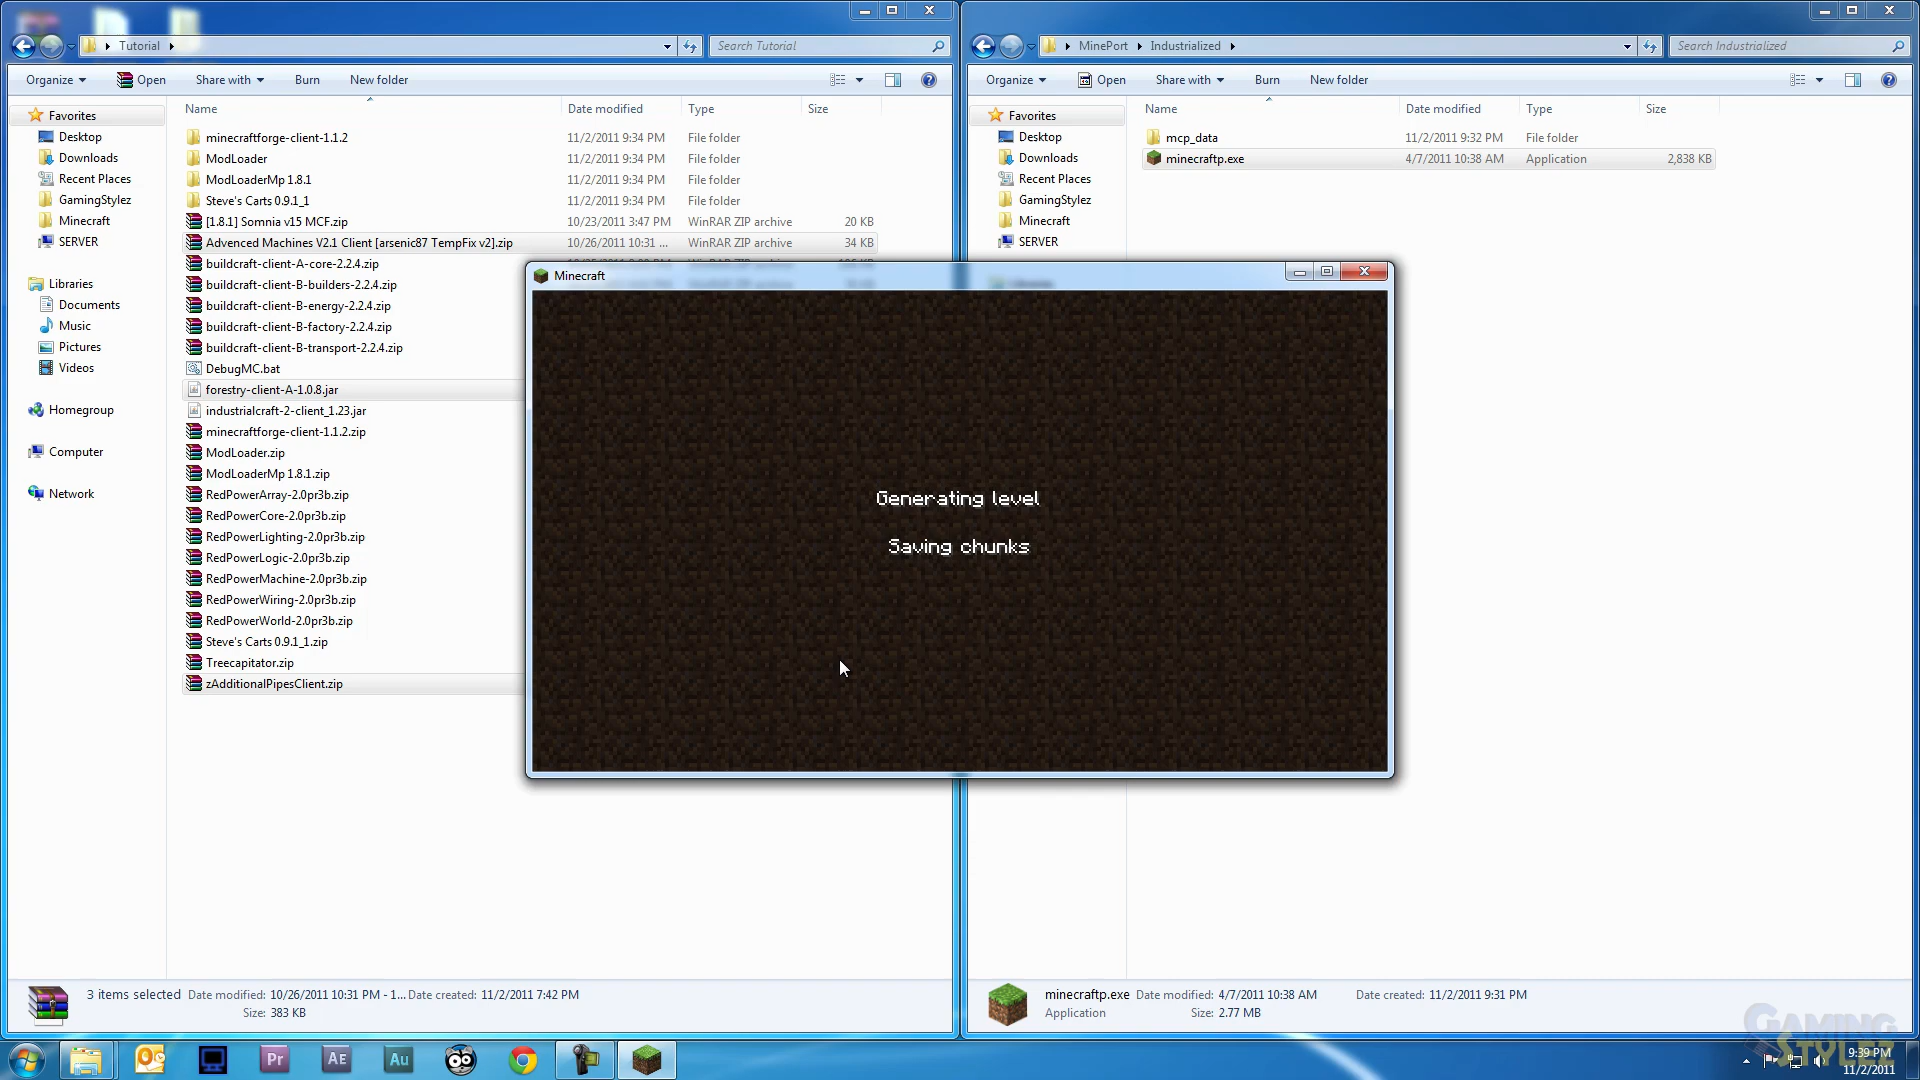 Tutorial
Search Tutorial
Organize
Open
Share with
Burn
New folder
Name
Date modified
Type
Size
Favorites
Desktop
Downloads
Recent Places
GamingStylez
Minecraft
SERVER
Libraries
Documents
Music
Pictures
Videos
Homegroup
Computer
Network
minecraftforge-client-1.1.2 11/2/2011 9:34 PM File folder
ModLoader 11/2/2011 9:34 PM File folder
ModLoaderMp 1.8.1 11/2/2011 9:34 PM File folder
Steve's Carts 0.9.1_1 11/2/2011 9:34 PM File folder
[1.8.1] Somnia v15 MCF.zip 10/23/2011 3:47 PM WinRAR ZIP archive 20 KB
Advenced Machines V2.1 Client [arsenic87 TempFix v2].zip 10/26/2011 10:31 ... WinRAR ZIP archive 34 KB
buildcraft-client-A-core-2.2.4.zip
buildcraft-client-B-builders-2.2.4.zip
buildcraft-client-B-energy-2.2.4.zip
buildcraft-client-B-factory-2.2.4.zip
buildcraft-client-B-transport-2.2.4.zip
DebugMC.bat
forestry-client-A-1.0.8.jar
industrialcraft-2-client_1.23.jar
minecraftforge-client-1.1.2.zip
ModLoader.zip
ModLoaderMp 1.8.1.zip
RedPowerArray-2.0pr3b.zip
RedPowerCore-2.0pr3b.zip
RedPowerLighting-2.0pr3b.zip
RedPowerLogic-2.0pr3b.zip
RedPowerMachine-2.0pr3b.zip
RedPowerWiring-2.0pr3b.zip
RedPowerWorld-2.0pr3b.zip
Steve's Carts 0.9.1_1.zip
Treecapitator.zip
zAdditionalPipesClient.zip
3 items selected Date modified: 10/26/2011 10:31 PM - 1... Date created: 11/2/2011 7:42 PM
Size: 383 KB
MinePort Industrialized
Search Industrialized
Organize
Open
Share with
Burn
New folder
Name
Date modified
Type
Size
Favorites
Desktop
Downloads
Recent Places
GamingStylez
Minecraft
SERVER
mcp_data 11/2/2011 9:32 PM File folder
minecraftp.exe 4/7/2011 10:38 AM Application 2,838 KB
minecraftp.exe Date modified: 4/7/2011 10:38 AM Date created: 11/2/2011 9:31 PM
Application Size: 2.77 MB
Minecraft
Generating level
Saving chunks
Pr
AE
Au
GAMING
STYLEZ
9:39 PM
11/2/2011